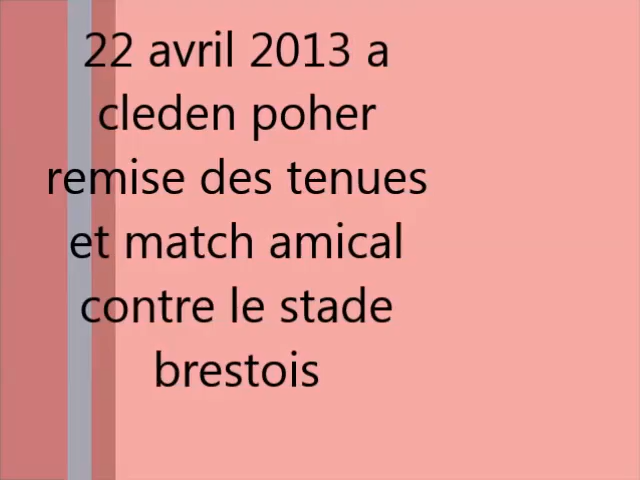 22 avril 2013 a
cleden poher
remise des tenues
et match amical
contre le stade
brestois